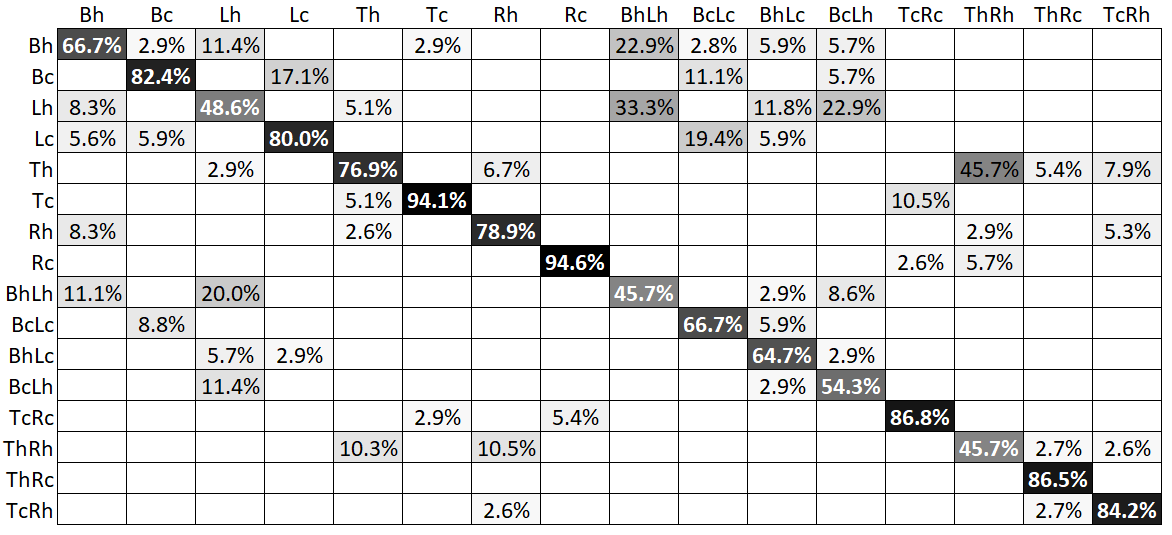 Bh Bc Lh Lc Th Tc Rh Rc BhLh BcLc BhLc BcLh TcRc ThRh ThRc TcRh
Bh 66.7% 2.9% 11.4% 2.9% 22.9% 2.8% 5.9% 5.7%
Bc 82.4% 17.1% 11.1% 5.7%
Lh 8.3% 48.6% 5.1% 33.3% 11.8% 22.9%
Lc 5.6% 5.9% 80.0% 19.4% 5.9%
Th 2.9% 76.9% 6.7% 45.7% 5.4% 7.9%
Tc 5.1% 94.1% 10.5%
Rh 8.3% 2.6% 78.9% 2.9% 5.3%
Rc 94.6% 2.6% 5.7%
BhLh 11.1% 20.0% 45.7% 2.9% 8.6%
BcLc 8.8% 66.7% 5.9%
BhLc 5.7% 2.9% 64.7% 2.9%
BcLh 11.4% 2.9% 54.3%
TcRc 2.9% 5.4% 86.8%
ThRh 10.3% 10.5% 45.7% 2.7% 2.6%
ThRc 86.5%
TcRh 2.6% 2.7% 84.2%